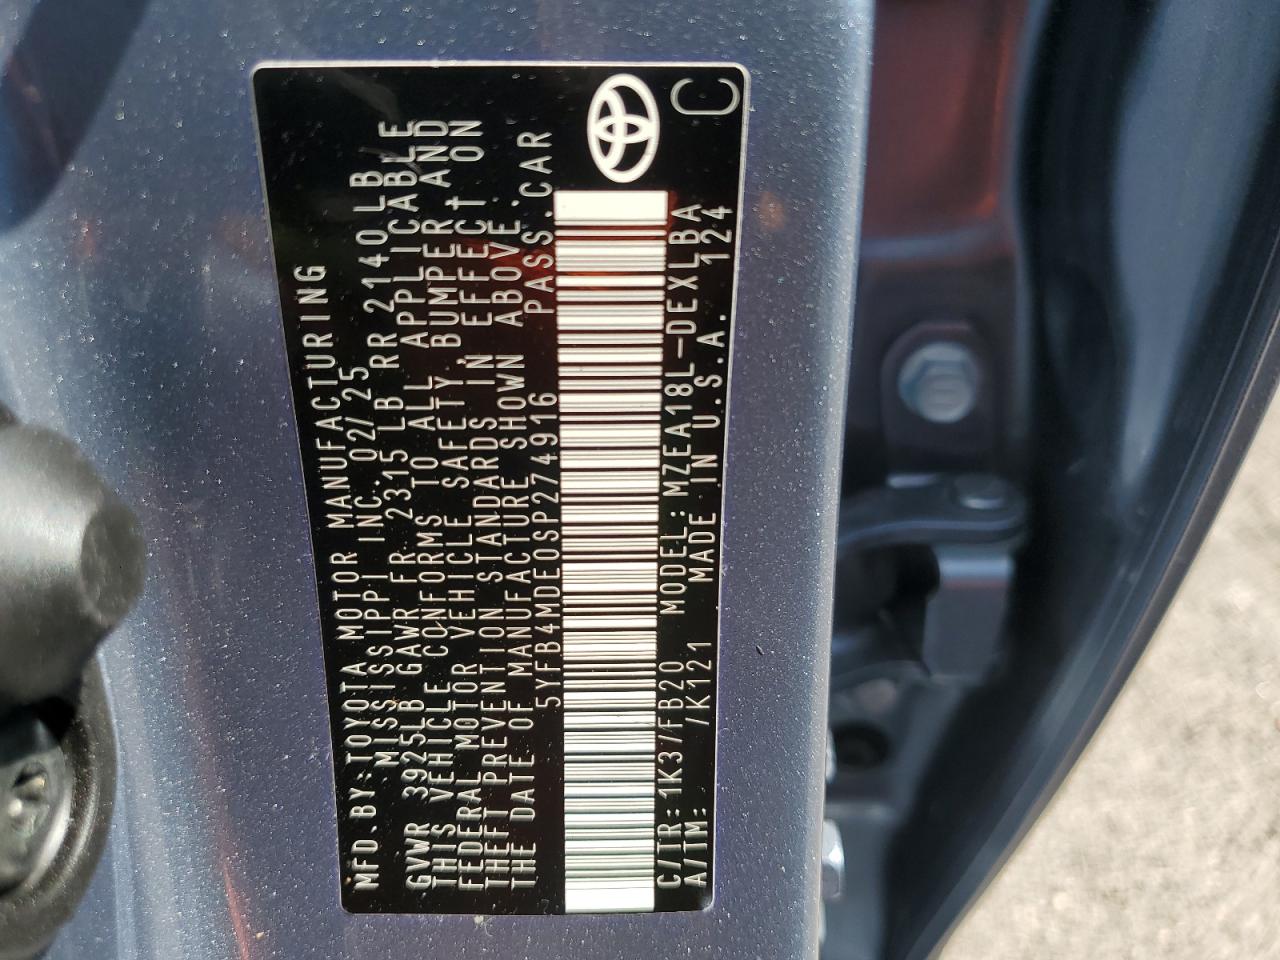 MFD.BY:TOYOTA MOTOR MANUFACTURING
MISSISSIPPI INC. 02/25
GVWR 3925LB GAWR FR 2315 LB RR 2140LB
THIS VEHICLE CONFORMS TO ALL APPLICABLE
FEDERAL MOTOR VEHICLE SAFETY,BUMPER AND
THEFT PREVENTION STANDARDS IN EFFECT ON
THE DATE OF MANUFACTURE SHOWN ABOVE.
5YFB4MDE0SP274916 PASS.CAR
C/TR:1K3//FB20 MODEL:MZEA18L-DEXLBA
A/TM: /K121 MADE IN U.S.A. 124
C